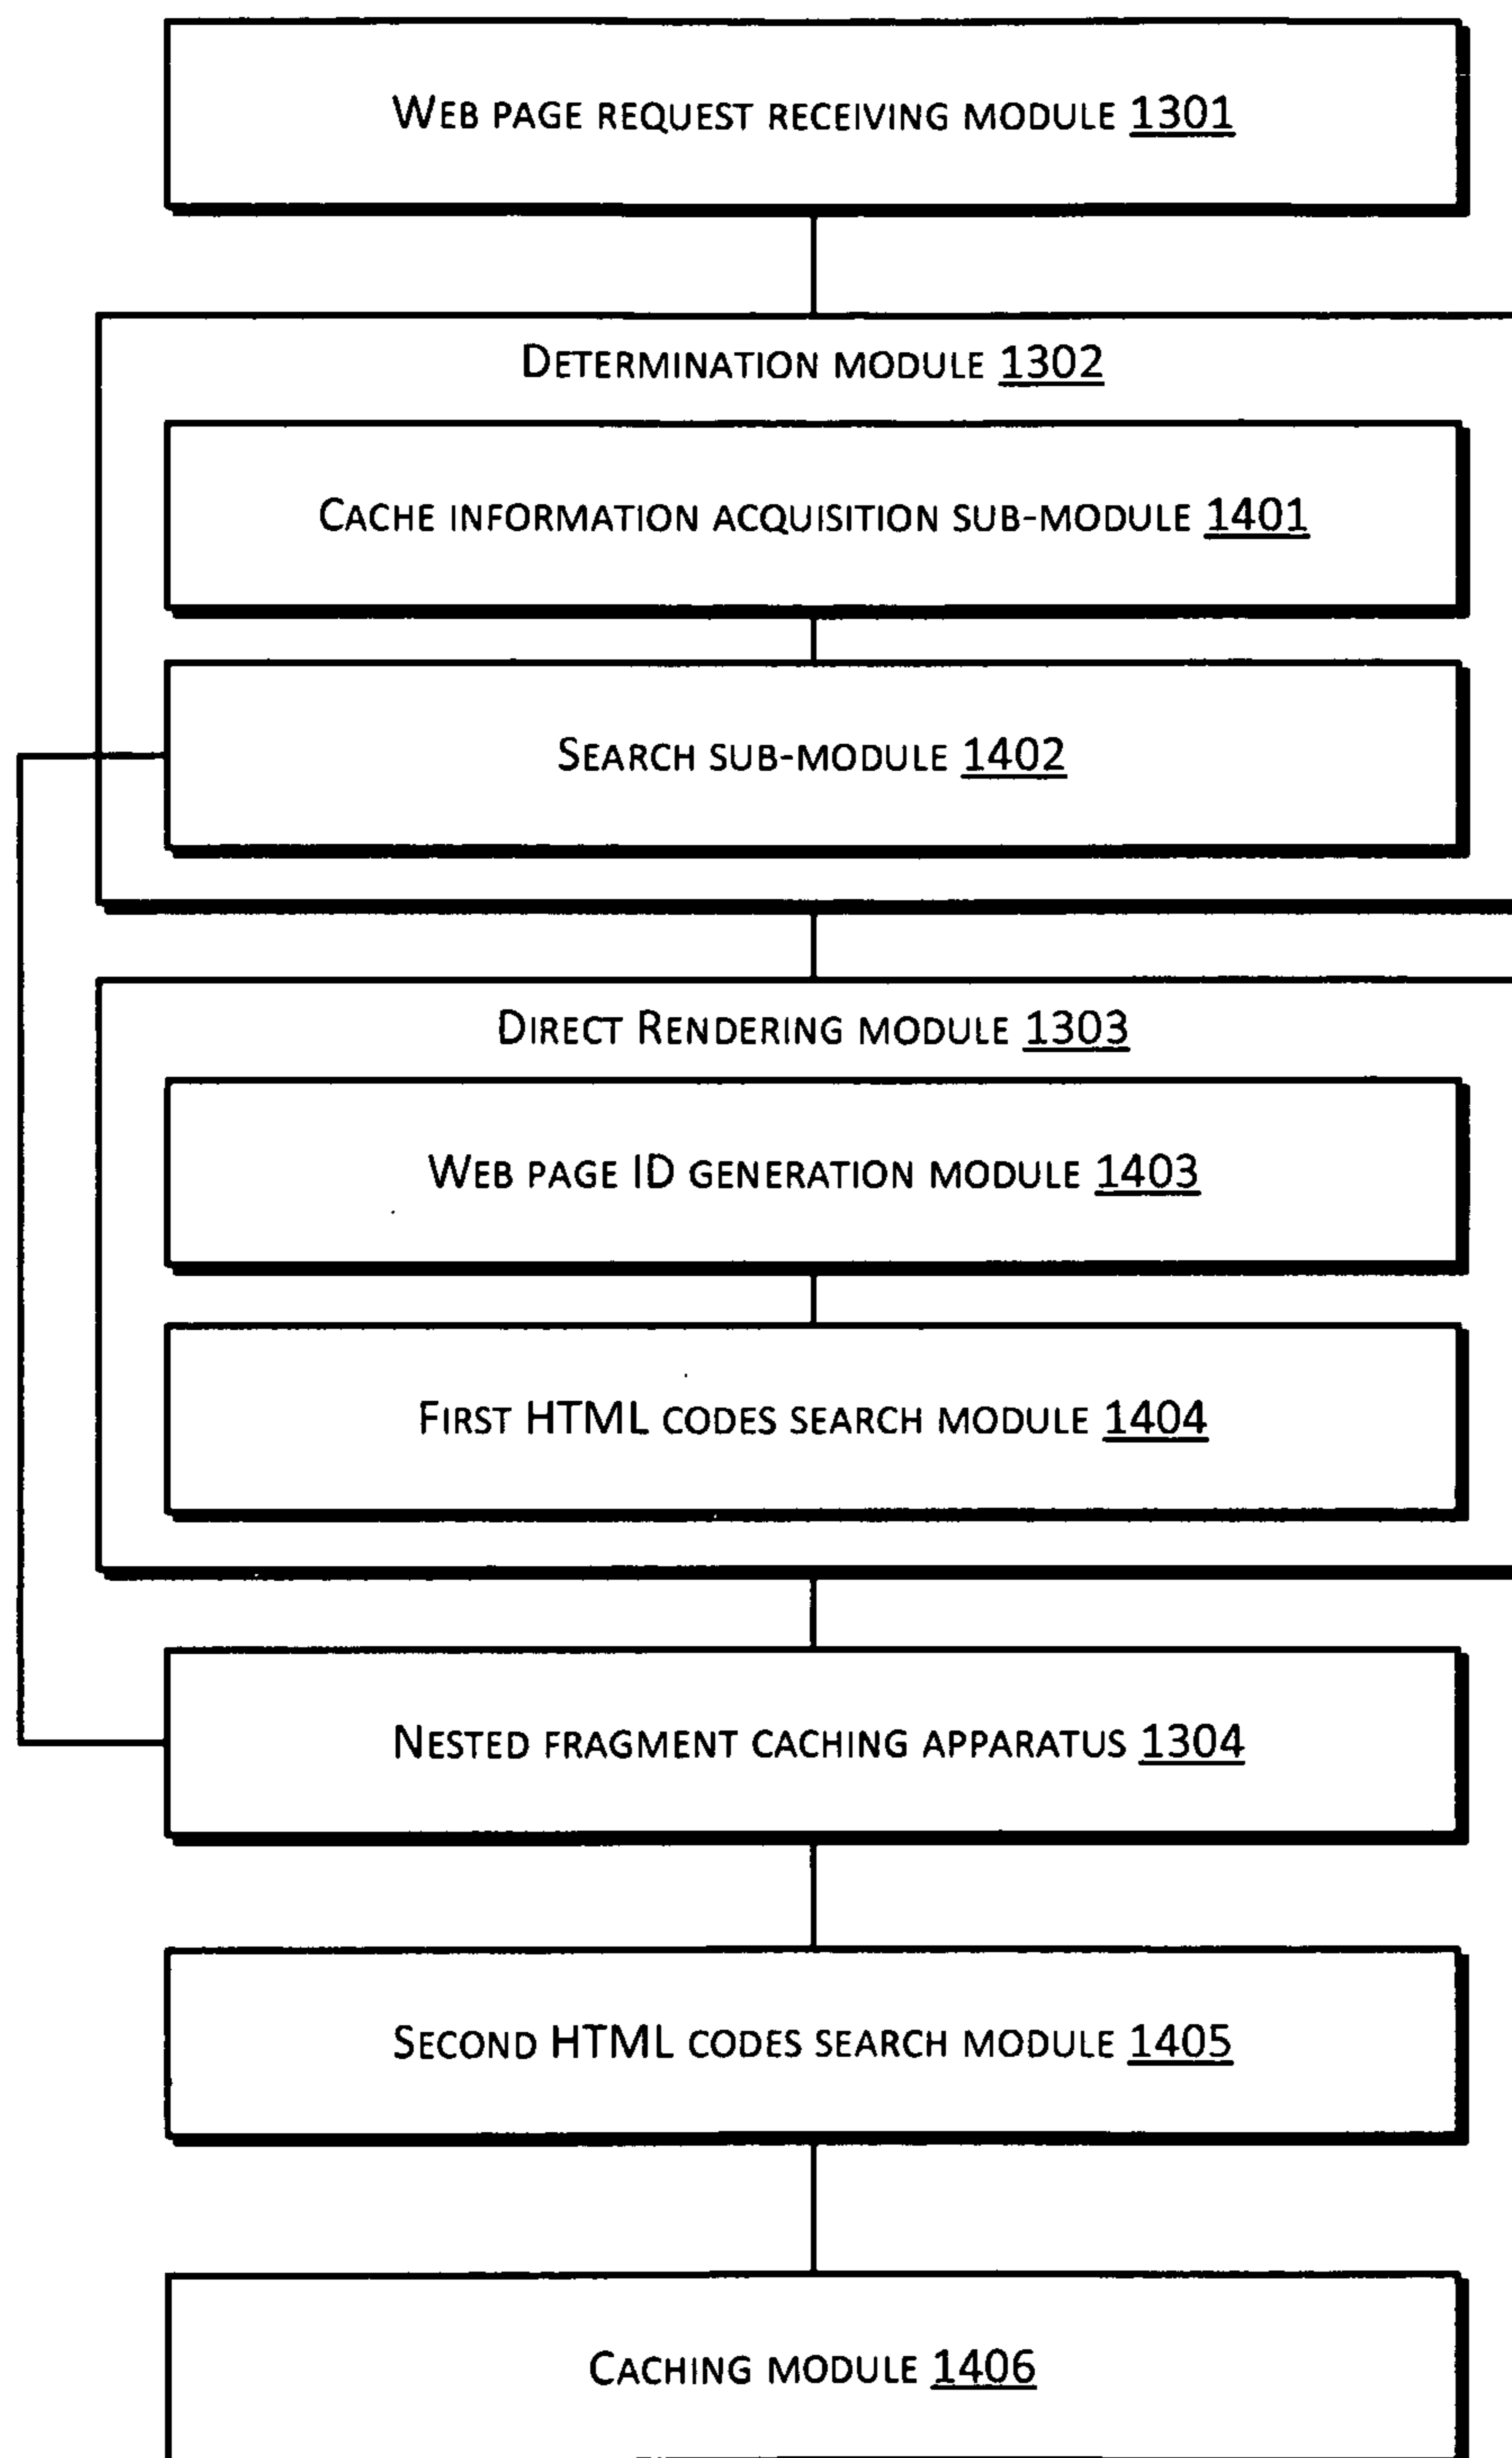 Web page request receiving module 1301
Determination module 1302
Cache information acquisition sub-module 1401
Search sub-module 1402
Direct Rendering module 1303
Web page ID generation module 1403
First HTML codes search module 1404
Nested fragment caching apparatus 1304
Second HTML codes search module 1405
Caching module 1406